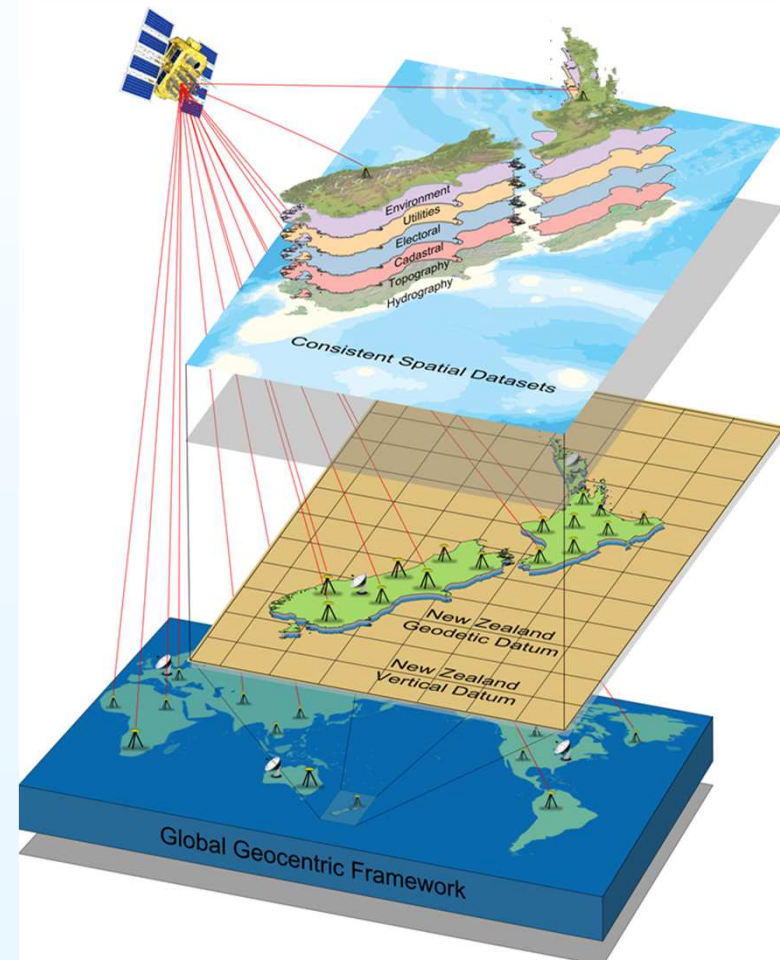 Environment
Utilities
Electoral
Cadastral
Topography
Hydrography
Consistent Spatial Datasets
New Zealand
Geodetic Datum
New Zealand
Vertical Datum
Global Geocentric Framework